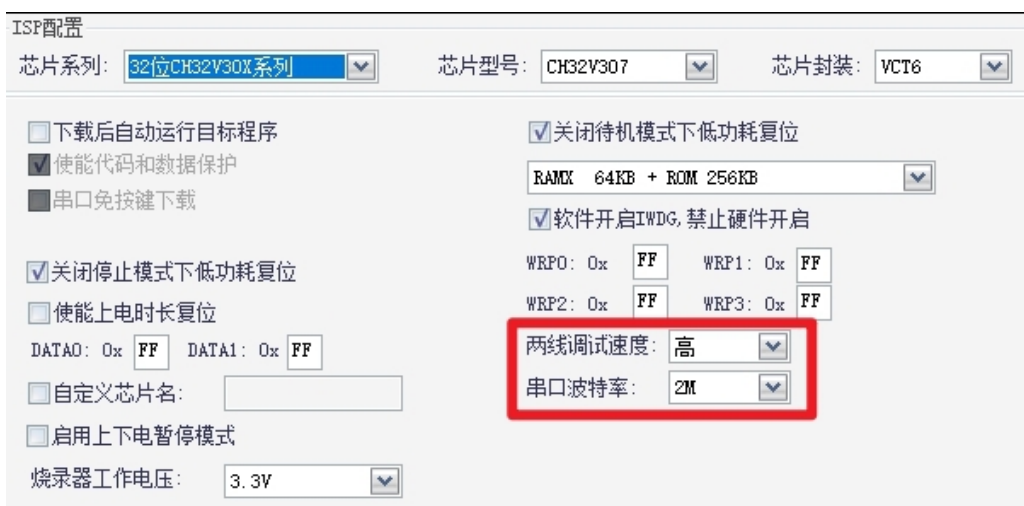 ISP配置
芯片系列: 32位CH32V30X系列 芯片型号: CH32V307 芯片封装: VCT6
下载后自动运行目标程序
使能代码和数据保护
串口免按键下载
关闭停止模式下低功耗复位
使能上电时长复位
DATA0: 0x FF DATA1: 0x FF
自定义芯片名:
启用上下电暂停模式
烧录器工作电压: 3.3V
关闭待机模式下低功耗复位
RAMX 64KB + ROM 256KB
软件开启IWDG,禁止硬件开启
WRP0: 0x FF WRP1: 0x FF
WRP2: 0x FF WRP3: 0x FF
两线调试速度: 高
串口波特率: 2M